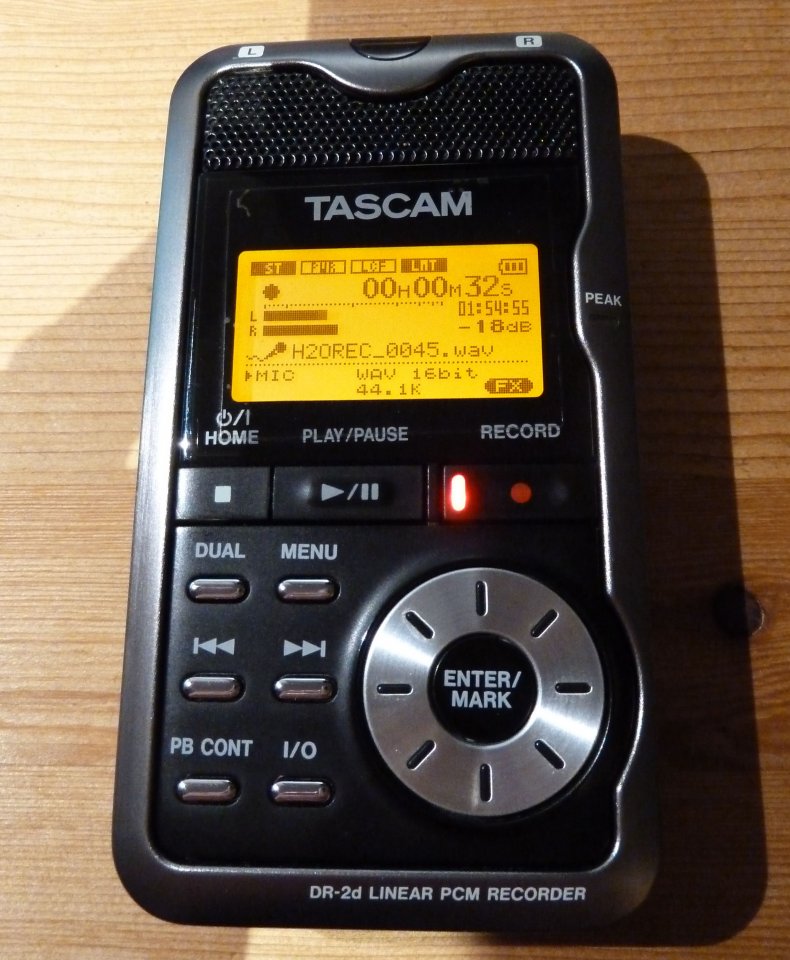 L R
TASCAM
ST PWR LCF LMT
00H00M32S
L 01:54:55
R -18dB
H2OREC_0045.wav
MIC WAV 16bit
44.1K FX
PEAK
HOME PLAY/PAUSE RECORD
DUAL MENU
ENTER/
MARK
PB CONT I/O
DR-2d LINEAR PCM RECORDER